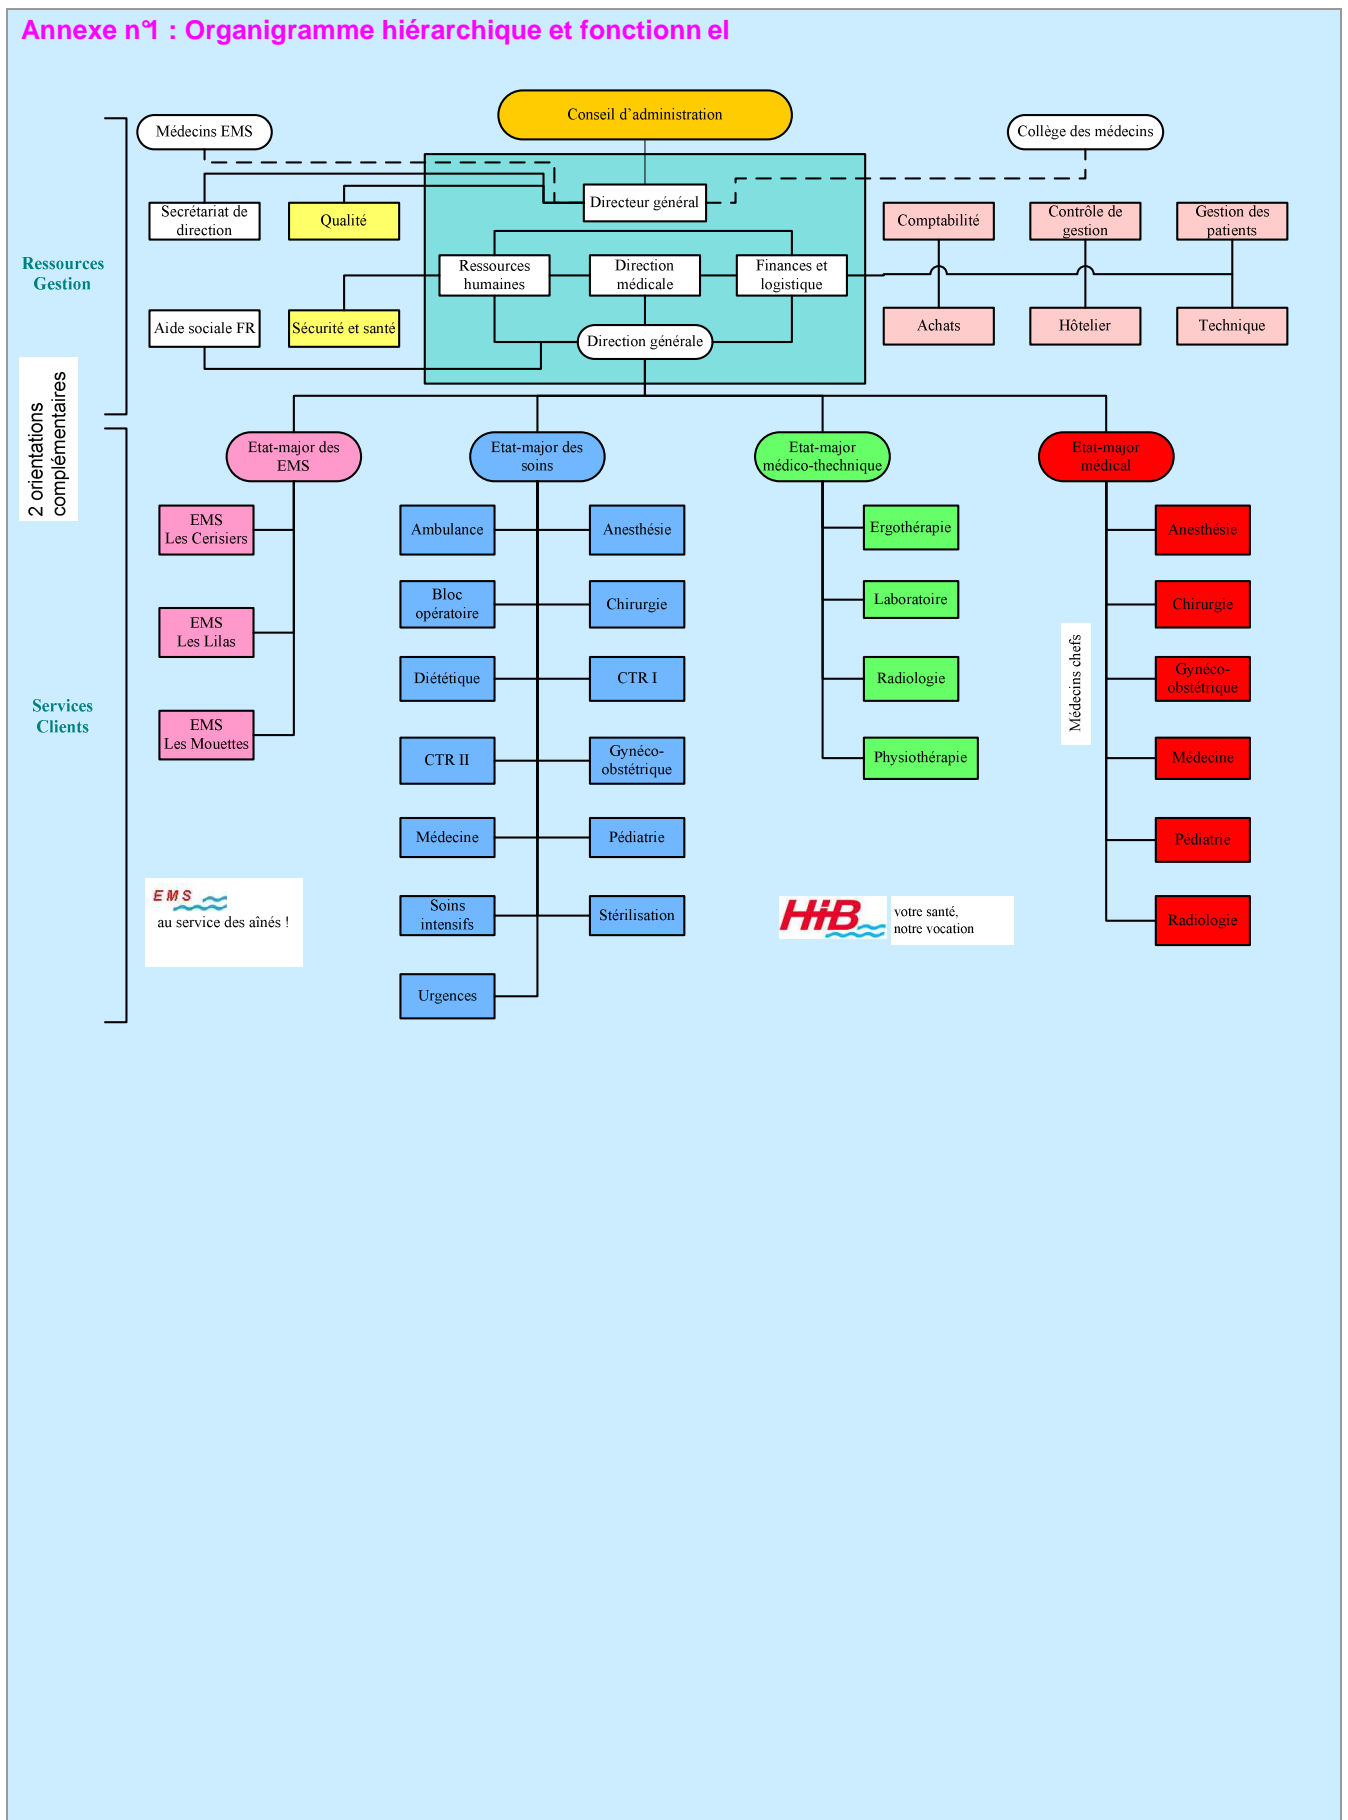 Annexe n°1 : Organigramme hiérarchique et fonctionn el
Conseil d'administration
Médecins EMS
Collège des médecins
Directeur général
Secrétariat de
direction
Qualité
Comptabilité
Contrôle de
gestion
Gestion des
patients
Ressources
Gestion
Ressources
humaines
Direction
médicale
Finances et
logistique
Aide sociale FR
Sécurité et santé
Direction générale
Achats
Hôtelier
Technique
2 orientations
complémentaires
Etat-major des
EMS
Etat-major des
soins
Etat-major
médico-thechnique
Etat-major
médical
EMS
Les Cerisiers
EMS
Les Lilas
EMS
Les Mouettes
Ambulance
Anesthésie
Bloc
opératoire
Chirurgie
Diététique
CTR I
CTR II
Gynéco-
obstétrique
Médecine
Pédiatrie
Soins
intensifs
Stérilisation
Urgences
Ergothérapie
Laboratoire
Radiologie
Physiothérapie
Médecins chefs
Anesthésie
Chirurgie
Gynéco-
obstétrique
Médecine
Pédiatrie
Radiologie
Services
Clients
EMS
au service des aînés !
HiB
votre santé,
notre vocation